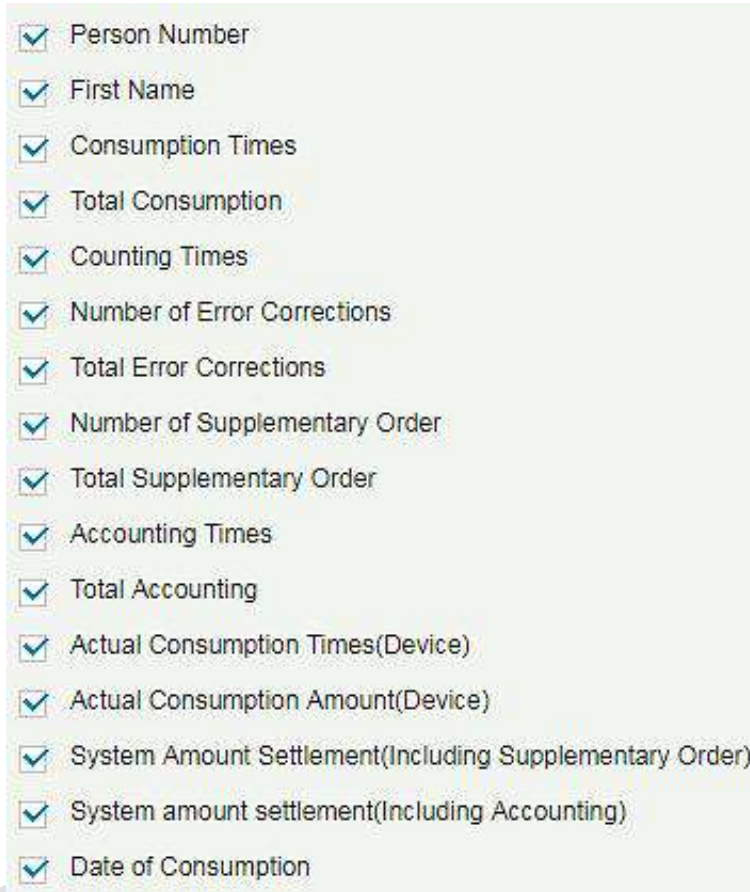 Person Number
First Name
Consumption Times
Total Consumption
Counting Times
Number of Error Corrections
Total Error Corrections
Number of Supplementary Order
Total Supplementary Order
Accounting Times
Total Accounting
Actual Consumption Times(Device)
Actual Consumption Amount(Device)
System Amount Settlement(Including Supplementary Order)
System amount settlement(Including Accounting)
Date of Consumption